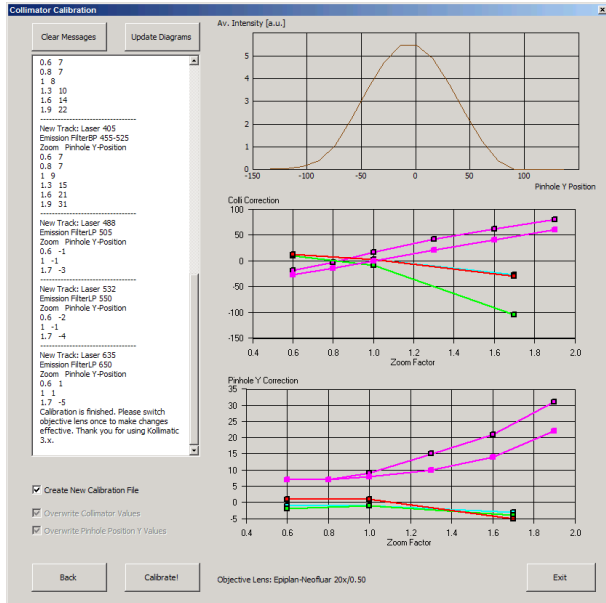 Collimator Calibration
Clear Messages
Update Diagrams
0.6 7
0.8 7
1 8
1.3 10
1.6 14
1.9 22
--------------------------------
New Track: Laser 405
Emission FilterBP 455-525
Zoom Pinhole Y-Position
0.6 7
0.8 7
1 9
1.3 15
1.6 21
1.9 31
--------------------------------
New Track: Laser 488
Emission FilterLP 505
Zoom Pinhole Y-Position
0.6 -1
1 -1
1.7 -3
--------------------------------
New Track: Laser 532
Emission FilterLP 550
Zoom Pinhole Y-Position
0.6 -2
1 -1
1.7 -4
--------------------------------
New Track: Laser 635
Emission FilterLP 650
Zoom Pinhole Y-Position
0.6 1
1 1
1.7 -5
Calibration is finished. Please switch
objective lens once to make changes
effective. Thank you for using Kollimatic
3.x.
Create New Calibration File
Overwrite Collimator Values
Overwrite Pinhole Position Y Values
Back
Calibrate!
Av. Intensity [a.u.]
5
4
3
2
1
0
-150 -100 -50 0 50 100
Pinhole Y Position
Colli Correction
100
50
0
-50
-100
-150
0.4 0.6 0.8 1.0 1.2 1.4 1.6 1.8 2.0
Zoom Factor
Pinhole Y Correction
35
30
25
20
15
10
5
0
-5
0.4 0.6 0.8 1.0 1.2 1.4 1.6 1.8 2.0
Zoom Factor
Objective Lens: Epiplan-Neofluar 20x/0.50
Exit